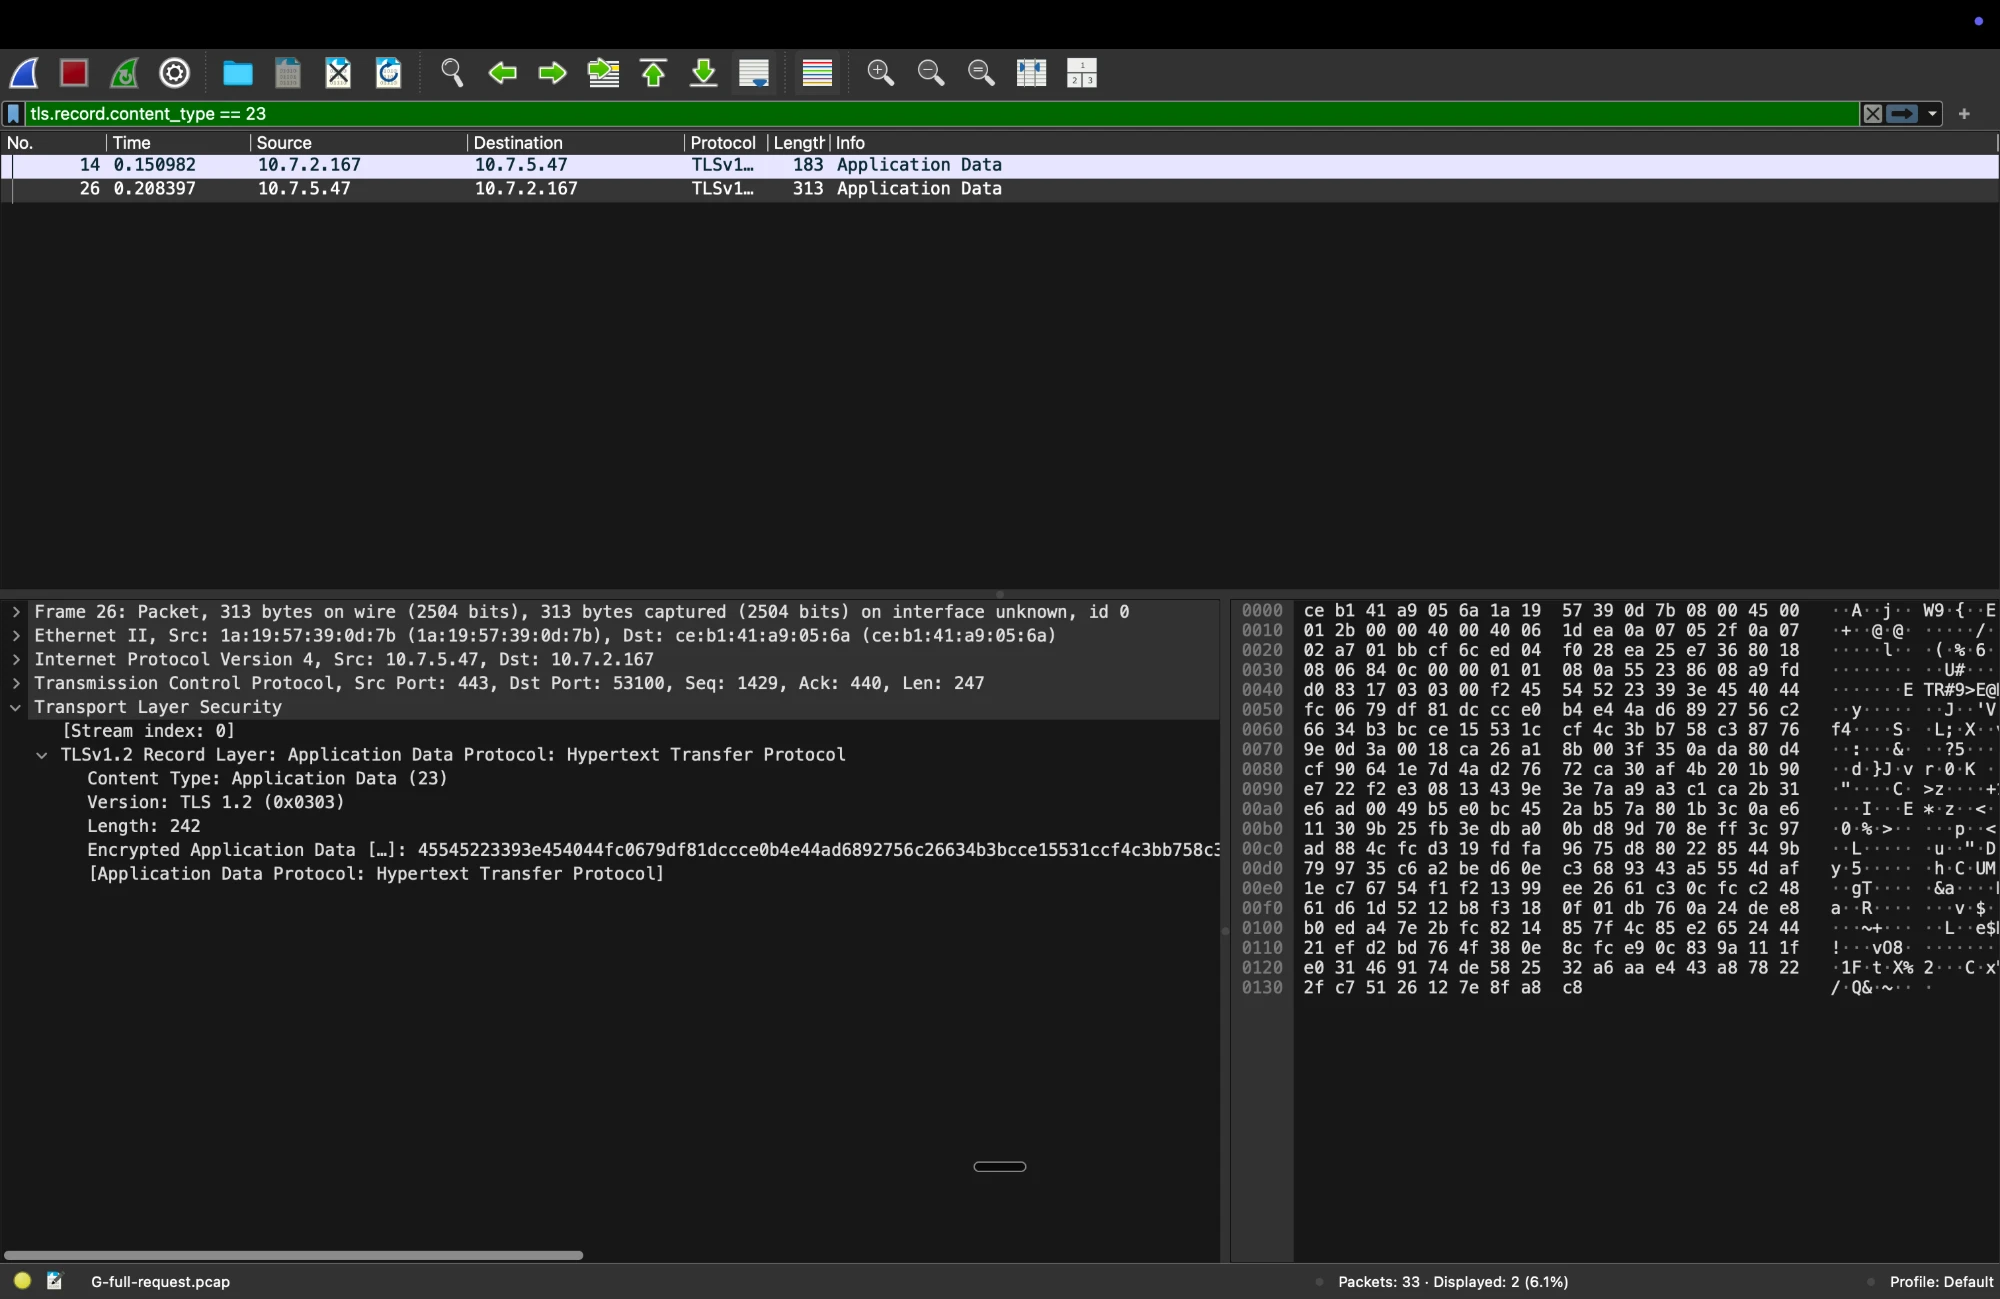 tls.record.content_type == 23
No. Time Source Destination Protocol Length Info
14 0.150982 10.7.2.167 10.7.5.47 TLSv1… 183 Application Data
26 0.208397 10.7.5.47 10.7.2.167 TLSv1… 313 Application Data
Frame 26: Packet, 313 bytes on wire (2504 bits), 313 bytes captured (2504 bits) on interface unknown, id 0
Ethernet II, Src: 1a:19:57:39:0d:7b (1a:19:57:39:0d:7b), Dst: ce:b1:41:a9:05:6a (ce:b1:41:a9:05:6a)
Internet Protocol Version 4, Src: 10.7.5.47, Dst: 10.7.2.167
Transmission Control Protocol, Src Port: 443, Dst Port: 53100, Seq: 1429, Ack: 440, Len: 247
Transport Layer Security
[Stream index: 0]
TLSv1.2 Record Layer: Application Data Protocol: Hypertext Transfer Protocol
Content Type: Application Data (23)
Version: TLS 1.2 (0x0303)
Length: 242
Encrypted Application Data […]: 45545223393e454044fc0679df81dccce0b4e44ad6892756c26634b3bcce15531ccf4c3bb758c3
[Application Data Protocol: Hypertext Transfer Protocol]
0000 ce b1 41 a9 05 6a 1a 19 57 39 0d 7b 08 00 45 00 ··A··j·· W9·{··E
0010 01 2b 00 00 40 00 40 06 1d ea 0a 07 05 2f 0a 07 ·+··@·@· ·····/·
0020 02 a7 01 bb cf 6c ed 04 f0 28 ea 25 e7 36 80 18 ·····l·· ·(·%·6·
0030 08 06 84 0c 00 00 01 01 08 0a 55 23 86 08 a9 fd ········ ··U#···
0040 d0 83 17 03 03 00 f2 45 54 52 23 39 3e 45 40 44 ·······E TR#9>E@
0050 fc 06 79 df 81 dc cc e0 b4 e4 4a d6 89 27 56 c2 ··y····· ··J··'V
0060 66 34 b3 bc ce 15 53 1c cf 4c 3b b7 58 c3 87 76 f4····S· ·L;·X··
0070 9e 0d 3a 00 18 ca 26 a1 8b 00 3f 35 0a da 80 d4 ··:···&· ··?5···
0080 cf 90 64 1e 7d 4a d2 76 72 ca 30 af 4b 20 1b 90 ··d·}J·v r·0·K ·
0090 e7 22 f2 e3 08 13 43 9e 3e 7a a9 a3 c1 ca 2b 31 ·"····C· >z····+
00a0 e6 ad 00 49 b5 e0 bc 45 2a b5 7a 80 1b 3c 0a e6 ···I···E *·z··<·
00b0 11 30 9b 25 fb 3e db a0 0b d8 9d 70 8e ff 3c 97 ·0·%·>·· ···p··<
00c0 ad 88 4c fc d3 19 fd fa 96 75 d8 80 22 85 44 9b ··L····· ·u··"·D
00d0 79 97 35 c6 a2 be d6 0e c3 68 93 43 a5 55 4d af y·5····· ·h·C·UM
00e0 1e c7 67 54 f1 f2 13 99 ee 26 61 c3 0c fc c2 48 ··gT···· ·&a····
00f0 61 d6 1d 52 12 b8 f3 18 0f 01 db 76 0a 24 de e8 a··R···· ···v·$·
0100 b0 ed a4 7e 2b fc 82 14 85 7f 4c 85 e2 65 24 44 ···~+··· ··L··e$
0110 21 ef d2 bd 76 4f 38 0e 8c fc e9 0c 83 9a 11 1f !···vO8· ·······
0120 e0 31 46 91 74 de 58 25 32 a6 aa e4 43 a8 78 22 ·1F·t·X% 2···C·x
0130 2f c7 51 26 12 7e 8f a8 c8 /·Q&·~·· ·
G-full-request.pcap
Packets: 33 · Displayed: 2 (6.1%)
Profile: Default